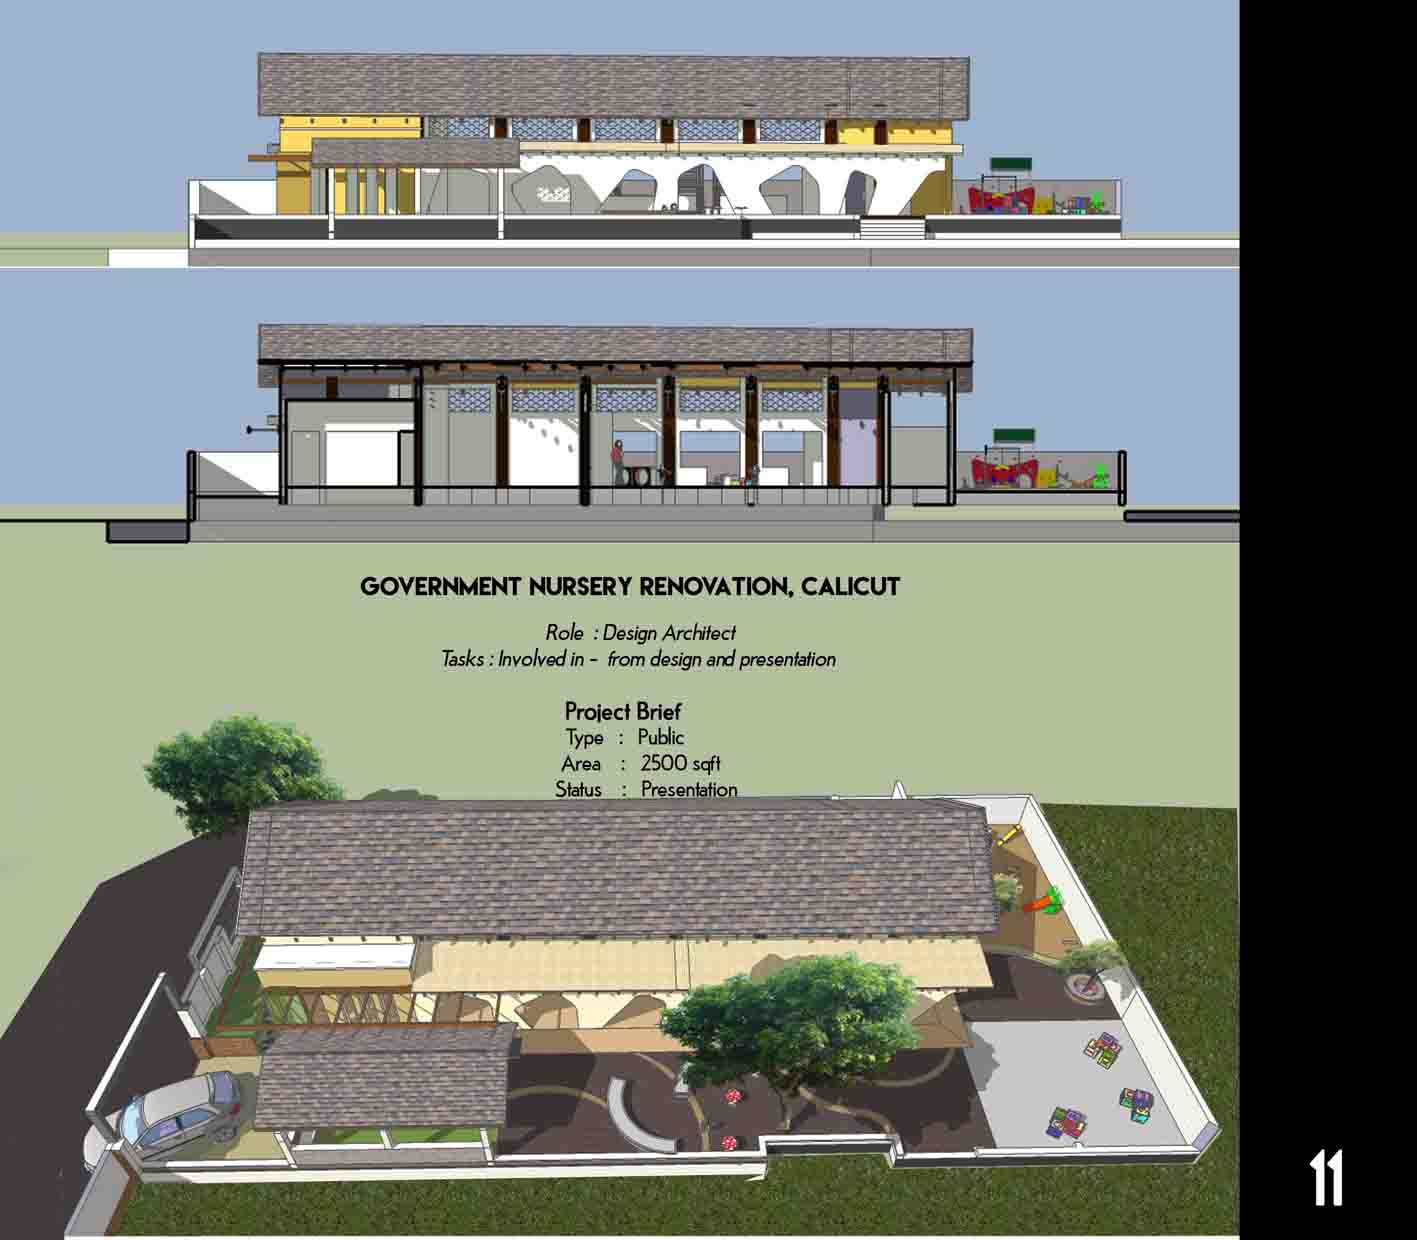 GOVERNMENT NURSERY RENOVATION, CALICUT
Role : Design Architect
Tasks : Involved in - from design and presentation
Project Brief
Type : Public
Area : 2500 sqft
Status : Presentation
11